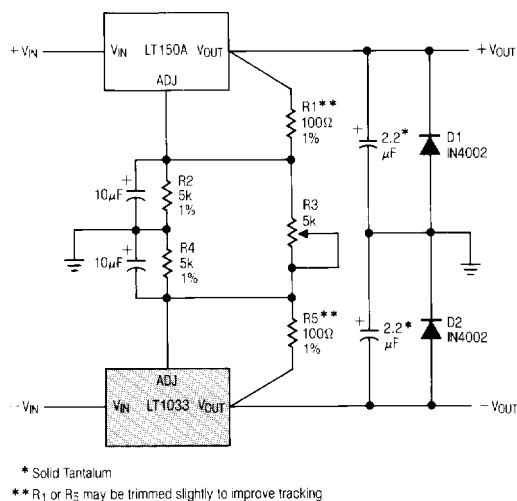 +VIN
VIN
LT150A
VOUT
+VOUT
ADJ
R1**
100Ω
1%
2.2*
µF
+
D1
IN4002
+
10µF
R2
5k
1%
R3
5k
+
10µF
R4
5k
1%
R5**
100Ω
1%
2.2*
µF
+
D2
IN4002
ADJ
–VIN
VIN
LT1033
VOUT
–VOUT
* Solid Tantalum
**R1 or R5 may be trimmed slightly to improve tracking